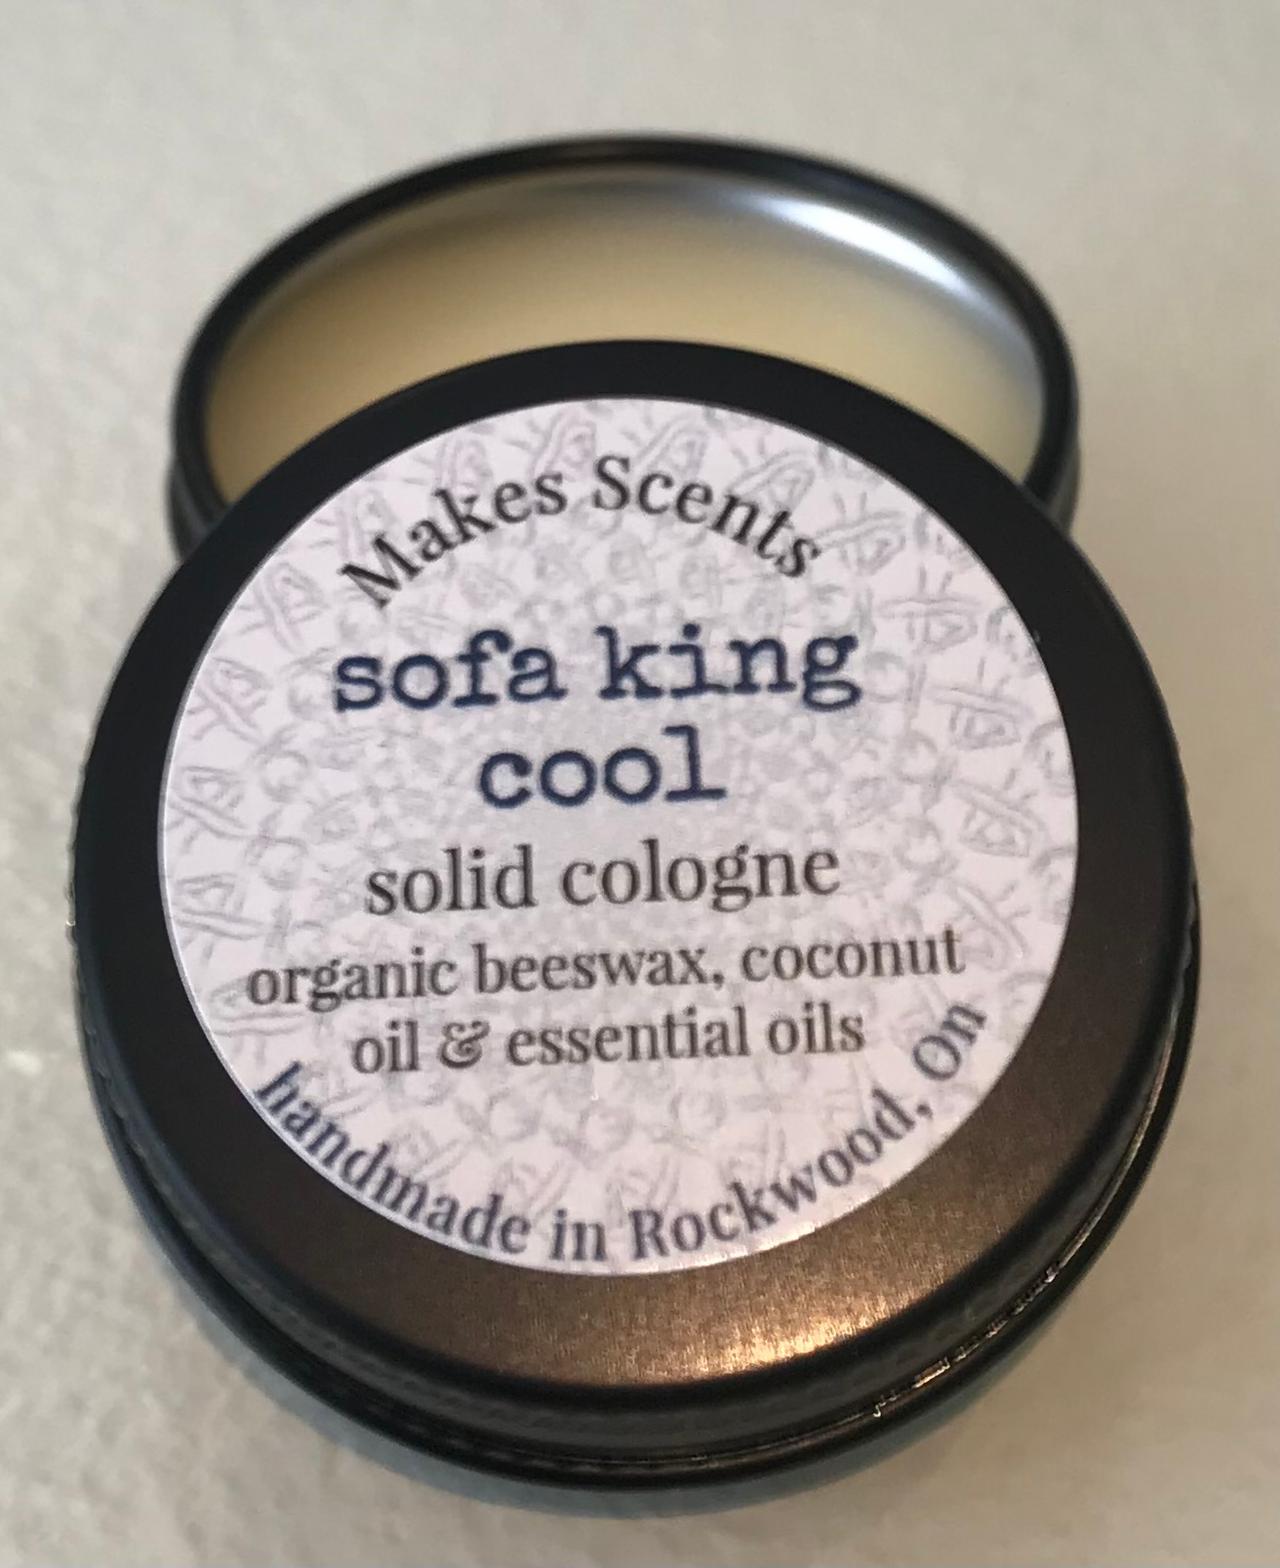 Makes Scents
sofa king
cool
solid cologne
organic beeswax, coconut
oil & essential oils
handmade in Rockwood, On